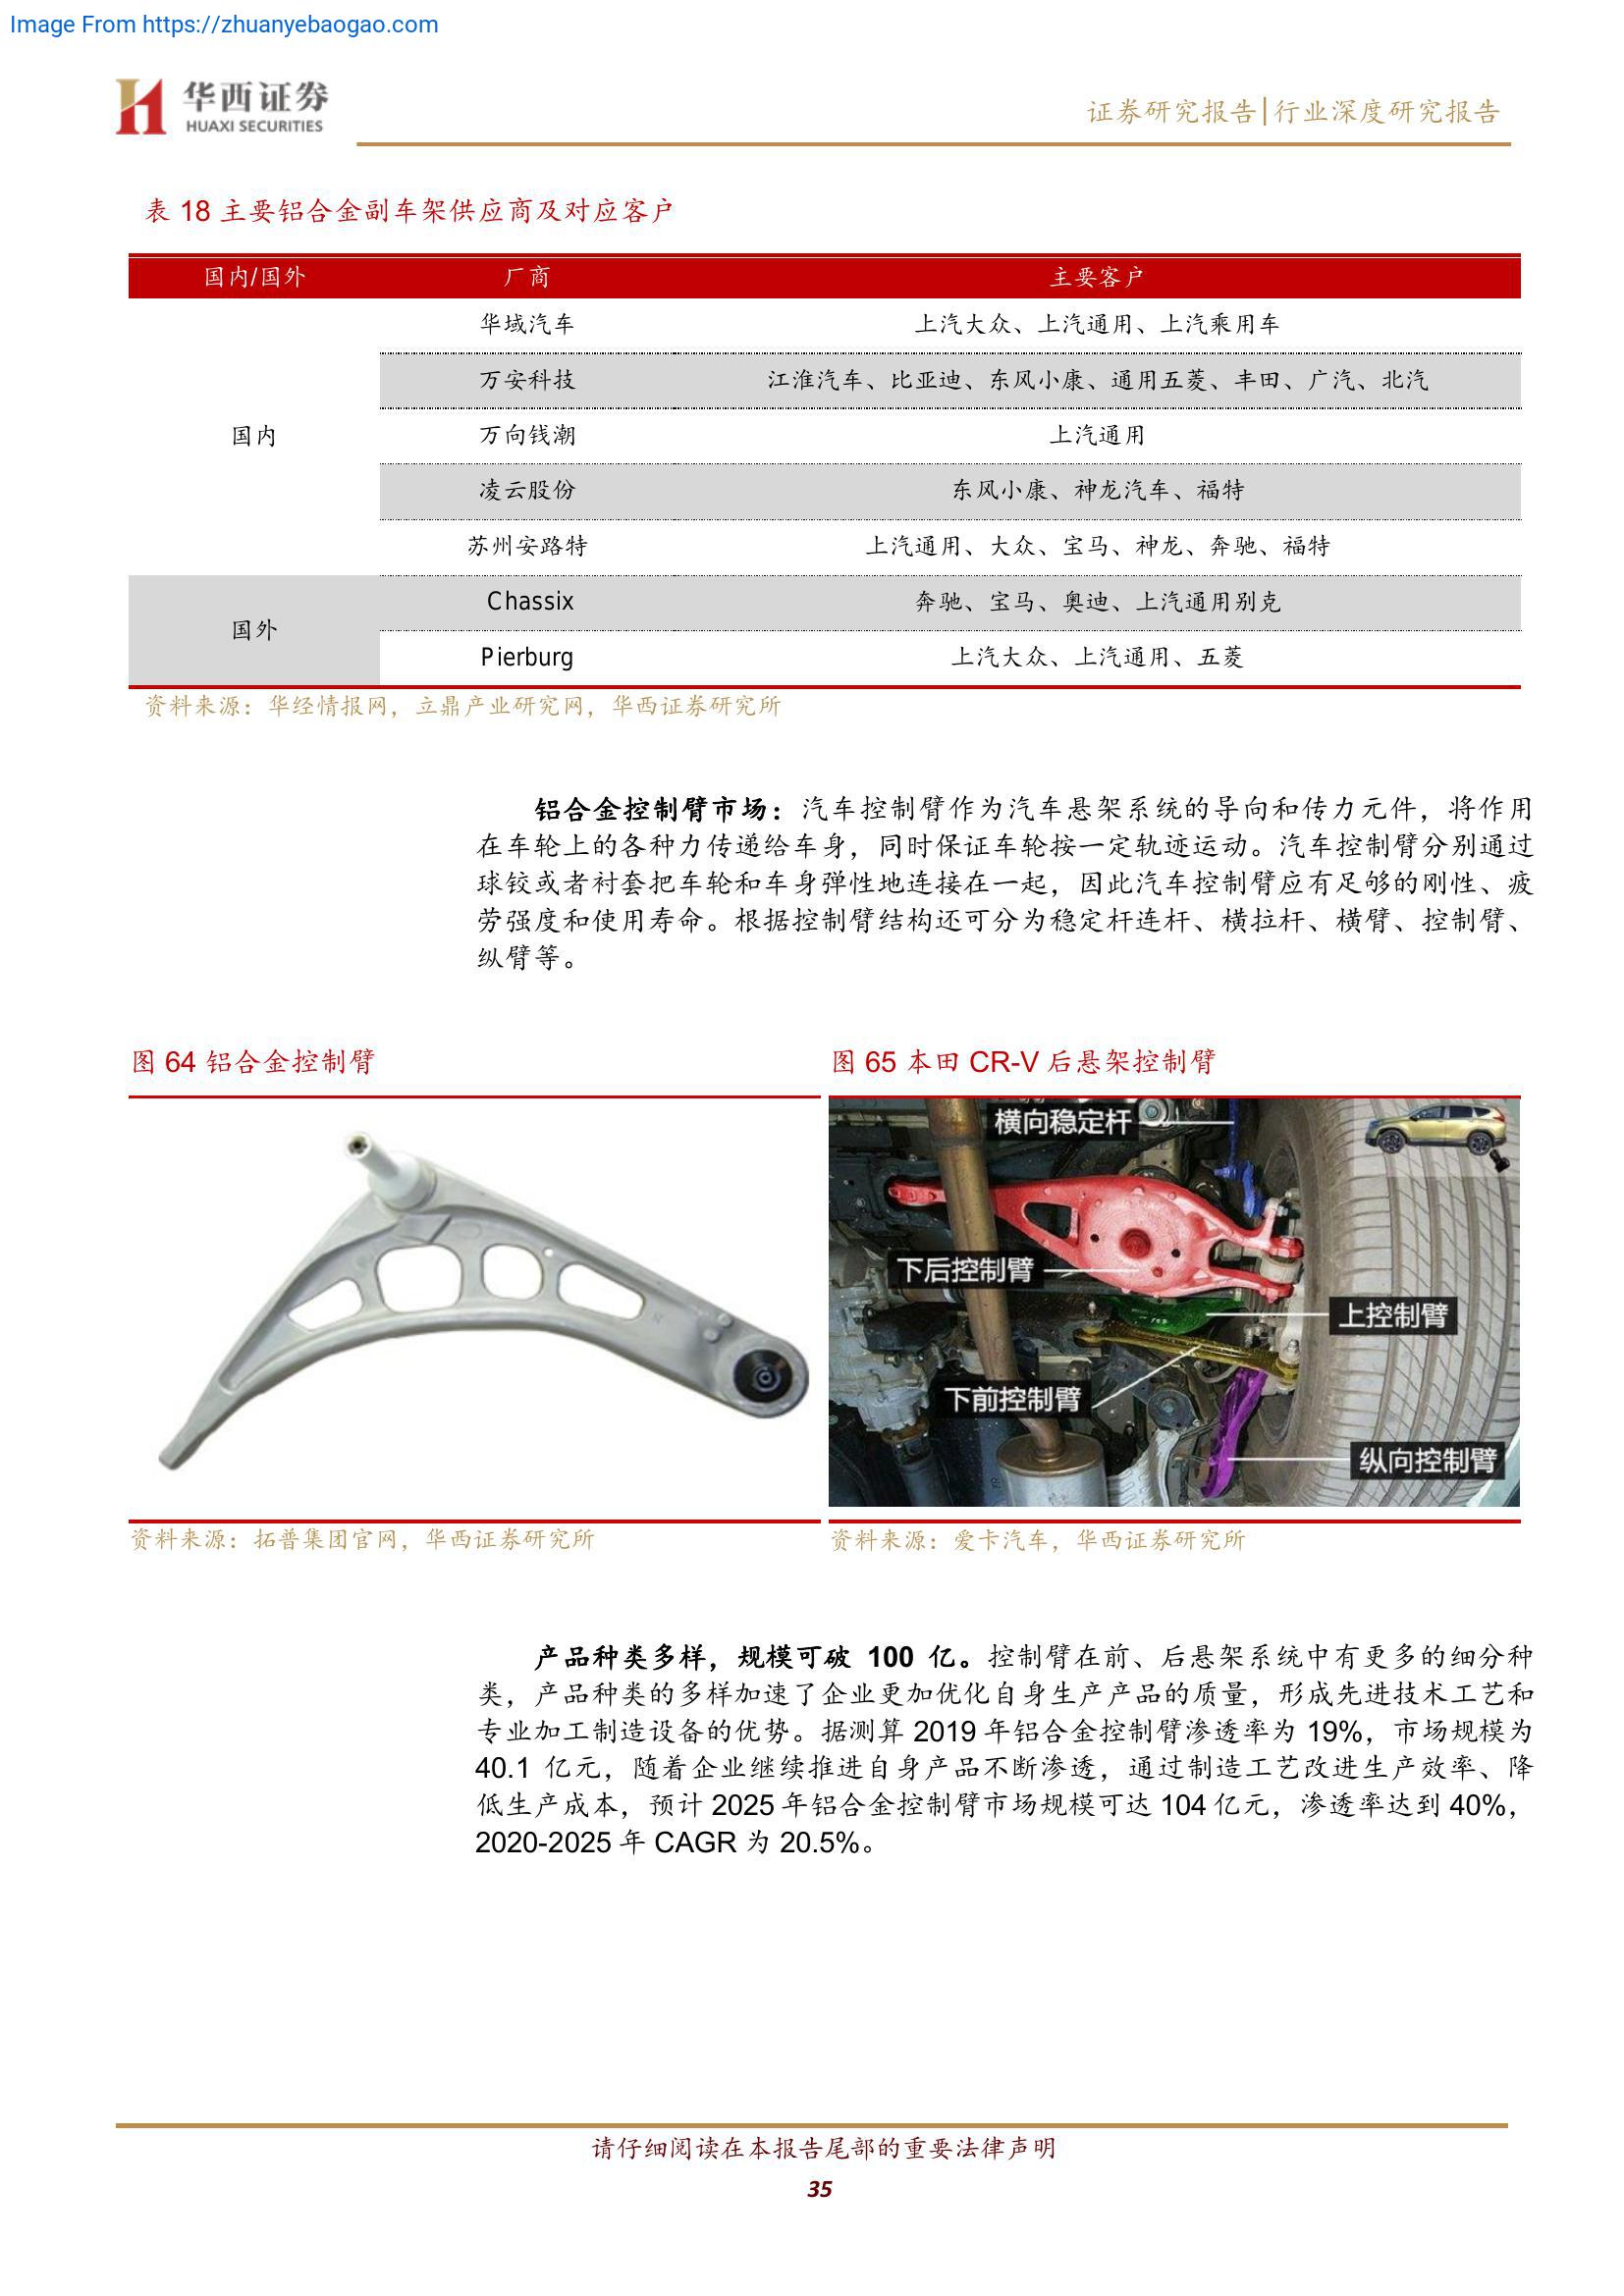 Image From https://zhuanyebaogao.com
华西证券
HUAXI SECURITIES
证券研究报告|行业深度研究报告
表 18 主要铝合金副车架供应商及对应客户
国内/国外 厂商 主要客户
华域汽车 上汽大众、上汽通用、上汽乘用车
万安科技 江淮汽车、比亚迪、东风小康、通用五菱、丰田、广汽、北汽
国内 万向钱潮 上汽通用
凌云股份 东风小康、神龙汽车、福特
苏州安路特 上汽通用、大众、宝马、神龙、奔驰、福特
Chassix 奔驰、宝马、奥迪、上汽通用别克
国外
Pierburg 上汽大众、上汽通用、五菱
资料来源：华经情报网，立鼎产业研究网，华西证券研究所
铝合金控制臂市场：汽车控制臂作为汽车悬架系统的导向和传力元件，将作用
在车轮上的各种力传递给车身，同时保证车轮按一定轨迹运动。汽车控制臂分别通过
球铰或者衬套把车轮和车身弹性地连接在一起，因此汽车控制臂应有足够的刚性、疲
劳强度和使用寿命。根据控制臂结构还可分为稳定杆连杆、横拉杆、横臂、控制臂、
纵臂等。
图 64 铝合金控制臂
图 65 本田 CR-V 后悬架控制臂
横向稳定杆
下后控制臂
上控制臂
下前控制臂
纵向控制臂
资料来源：拓普集团官网，华西证券研究所
资料来源：爱卡汽车，华西证券研究所
产品种类多样，规模可破 100 亿。控制臂在前、后悬架系统中有更多的细分种
类，产品种类的多样加速了企业更加优化自身生产产品的质量，形成先进技术工艺和
专业加工制造设备的优势。据测算 2019 年铝合金控制臂渗透率为 19%，市场规模为
40.1 亿元，随着企业继续推进自身产品不断渗透，通过制造工艺改进生产效率、降
低生产成本，预计 2025 年铝合金控制臂市场规模可达 104 亿元，渗透率达到 40%，
2020-2025 年 CAGR 为 20.5%。
请仔细阅读在本报告尾部的重要法律声明
35